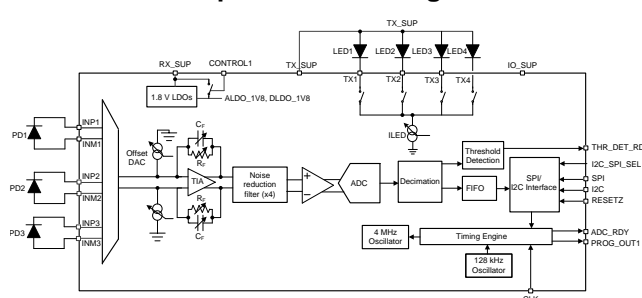 TX_SUP
LED1 LED2 LED3 LED4
RX_SUP CONTROL1 TX_SUP IO_SUP
TX1 TX2 TX3 TX4
1.8 V LDOs
ALDO_1V8, DLDO_1V8
ILED
INP1
PD1
INM1
Offset
DAC
CF
RF
TIA
RF
CF
INP2
PD2
INM2
INP3
PD3
INM3
Noise
reduction
filter (x4)
ADC
Decimation
Threshold
Detection
FIFO
SPI/
I2C Interface
THR_DET_RD
I2C_SPI_SEL
SPI
I2C
RESETZ
4 MHz
Oscillator
Timing Engine
128 kHz
Oscillator
ADC_RDY
PROG_OUT1